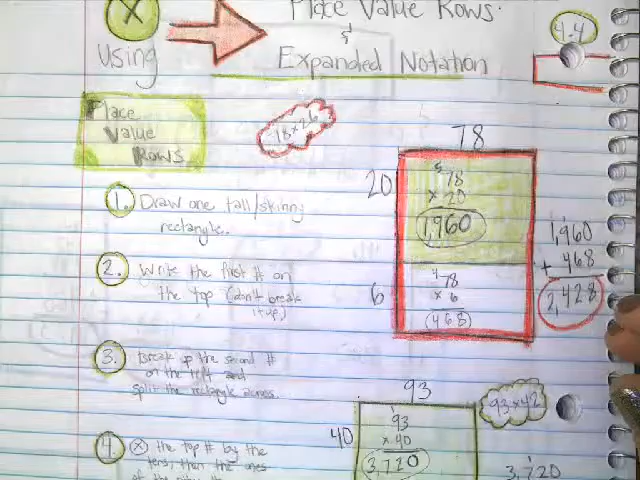 Place Value Rows
&
Using
Expanded Notation
4-4
Place
Value
Rows
78 x 26
1. Draw one tall/skinny
rectangle.
2. Write the first # on
the top (don't break
it up)
3. Break up the second #
on the left and
split the rectangle across.
4. ⓧ the top # by the
tens, then the ones
78
20
78
x 20
1,960
6
4
78
x 6
468
1
1,960
+ 468
2,428
93 x 42
93
40
1
93
x 40
3,720
1
3,720